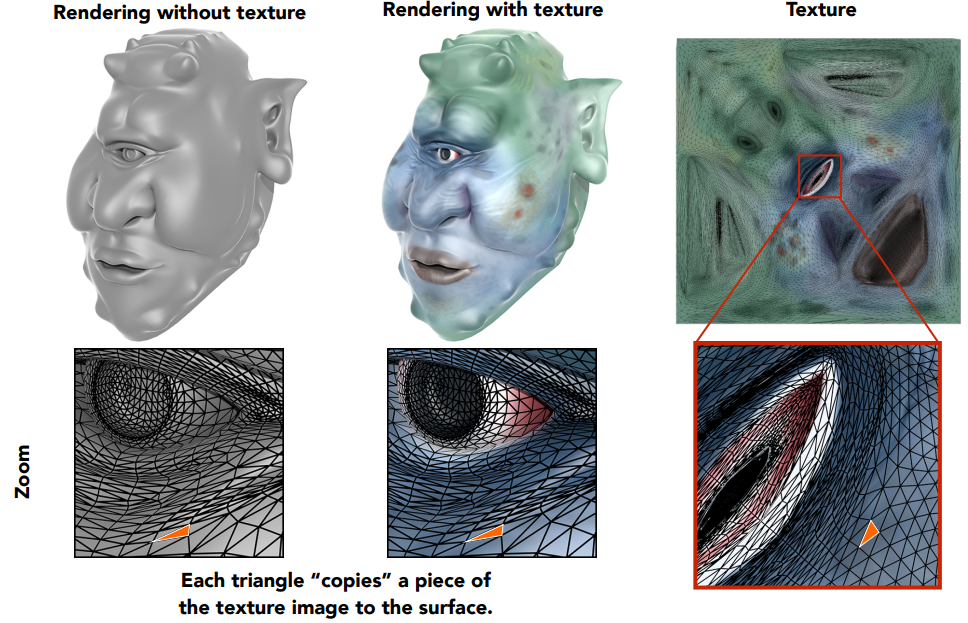 Rendering without texture
Rendering with texture
Texture
Zoom
Each triangle “copies” a piece of
the texture image to the surface.